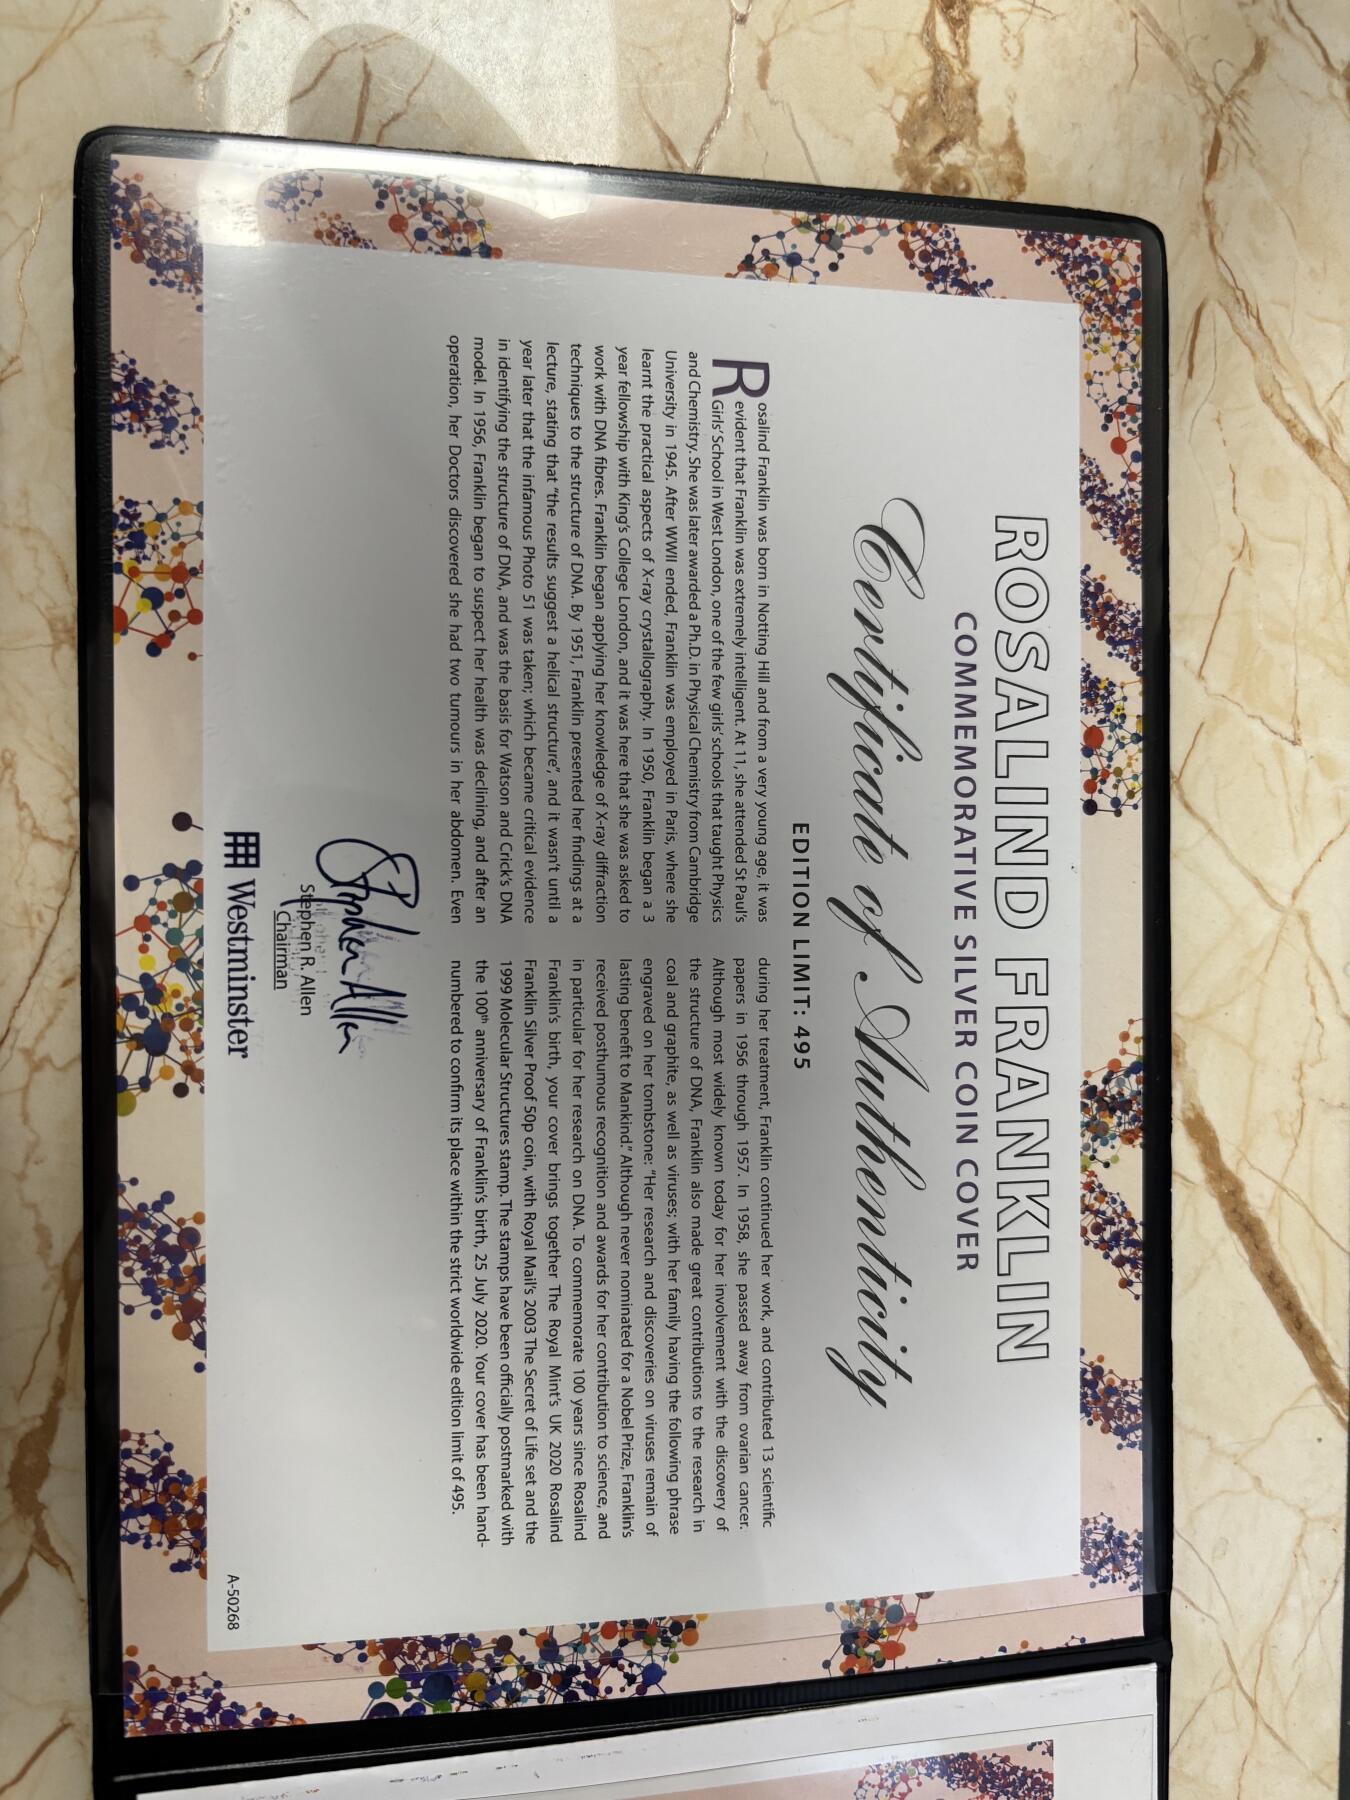 ROSALIND FRANKLIN
COMMEMORATIVE SILVER COIN COVER
Certificate of Authenticity
EDITION LIMIT: 495
Rosalind Franklin was born in Notting Hill and from a very young age, it was
evident that Franklin was extremely intelligent. At 11, she attended St Paul's
Girls' School in West London, one of the few girls' schools that taught Physics
and Chemistry. She was later awarded a Ph.D. in Physical Chemistry from Cambridge
University in 1945. After WWII ended, Franklin was employed in Paris, where she
learnt the practical aspects of X-ray crystallography. In 1950, Franklin began a 3
year fellowship with King's College London, and it was here that she was asked to
work with DNA fibres. Franklin began applying her knowledge of X-ray diffraction
techniques to the structure of DNA. By 1951, Franklin presented her findings at a
lecture, stating that "the results suggest a helical structure", and it wasn't until a
year later that the infamous Photo 51 was taken; which became critical evidence
in identifying the structure of DNA, and was the basis for Watson and Crick's DNA
model. In 1956, Franklin began to suspect her health was declining, and after an
operation, her Doctors discovered she had two tumours in her abdomen. Even
during her treatment, Franklin continued her work, and contributed 13 scientific
papers in 1956 through 1957. In 1958, she passed away from ovarian cancer.
Although most widely known today for her involvement with the discovery of
the structure of DNA, Franklin also made great contributions to the research in
coal and graphite, as well as viruses; with her family having the following phrase
engraved on her tombstone: "Her research and discoveries on viruses remain of
lasting benefit to Mankind." Although never nominated for a Nobel Prize, Franklin's
received posthumous recognition and awards for her contribution to science, and
in particular for her research on DNA. To commemorate 100 years since Rosalind
Franklin's birth, your cover brings together The Royal Mint's UK 2020 Rosalind
Franklin Silver Proof 50p coin, with Royal Mail's 2003 The Secret of Life set and the
1999 Molecular Structures stamp. The stamps have been officially postmarked with
the 100th anniversary of Franklin's birth, 25 July 2020. Your cover has been hand-
numbered to confirm its place within the strict worldwide edition limit of 495.
Stephen Allen
Stephen R. Allen
Chairman
Westminster
A-50268